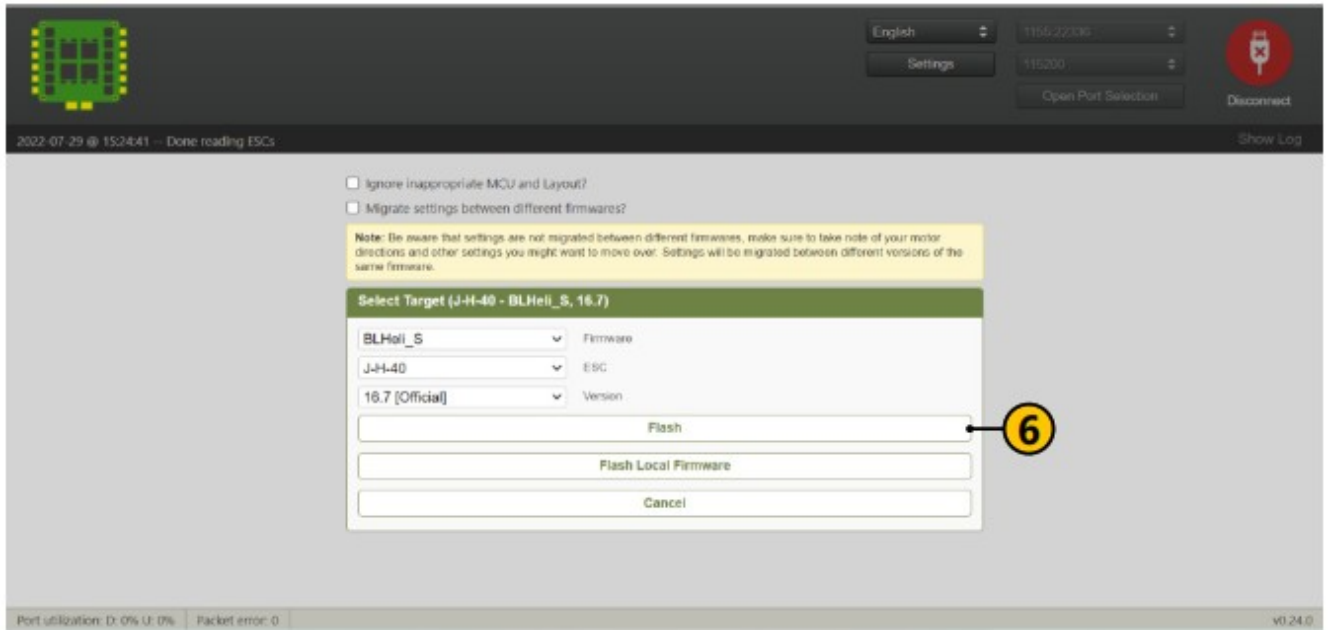 English
1155:22336
Settings
115200
Open Port Selection
Disconnect
2022-07-29 @ 15:24:41 -- Done reading ESCs
Show Log
Ignore inappropriate MCU and Layout?
Migrate settings between different firmwares?
Note: Be aware that settings are not migrated between different firmwares, make sure to take note of your motor
directions and other settings you might want to move over. Settings will be migrated between different versions of the
same firmware.
Select Target (J-H-40 - BLHeli_S, 16.7)
BLHeli_S
Firmware
J-H-40
ESC
16.7 [Official]
Version
Flash
6
Flash Local Firmware
Cancel
Port utilization: D: 0% U: 0%
Packet error: 0
v0.24.0